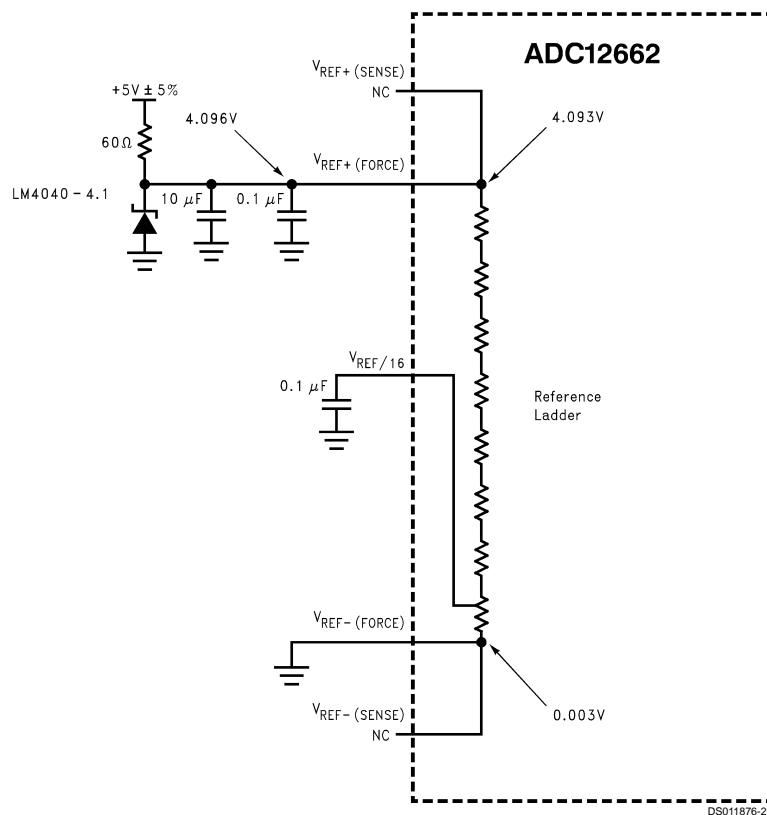 ADC12662
VREF+ (SENSE)
NC
+5V ± 5%
4.096V
4.093V
60Ω
VREF+ (FORCE)
LM4040-4.1
10 μF
0.1 μF
VREF/16
0.1 μF
Reference
Ladder
VREF- (FORCE)
VREF- (SENSE)
NC
0.003V
DS011876-2